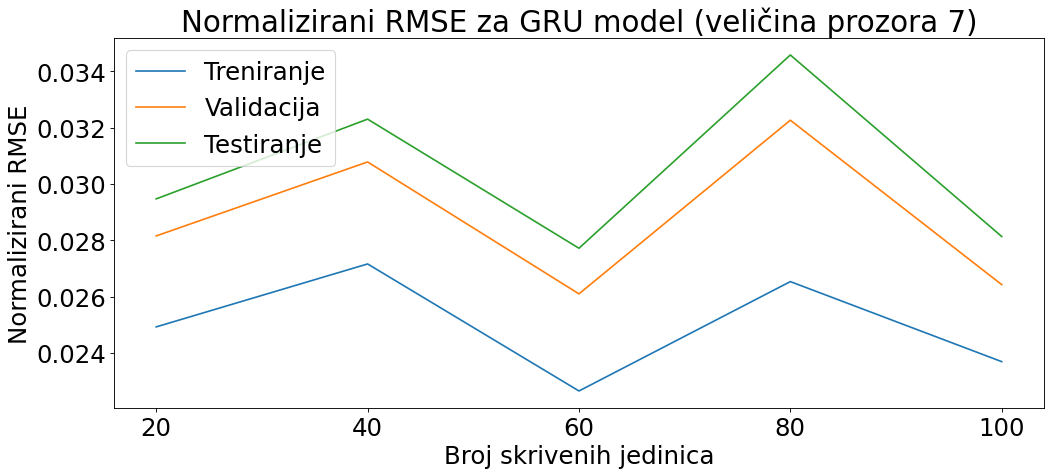 Normalizirani RMSE za GRU model (veličina prozora 7)
Treniranje
Validacija
Testiranje
Normalizirani RMSE
0.034
0.032
0.030
0.028
0.026
0.024
20 40 60 80 100
Broj skrivenih jedinica